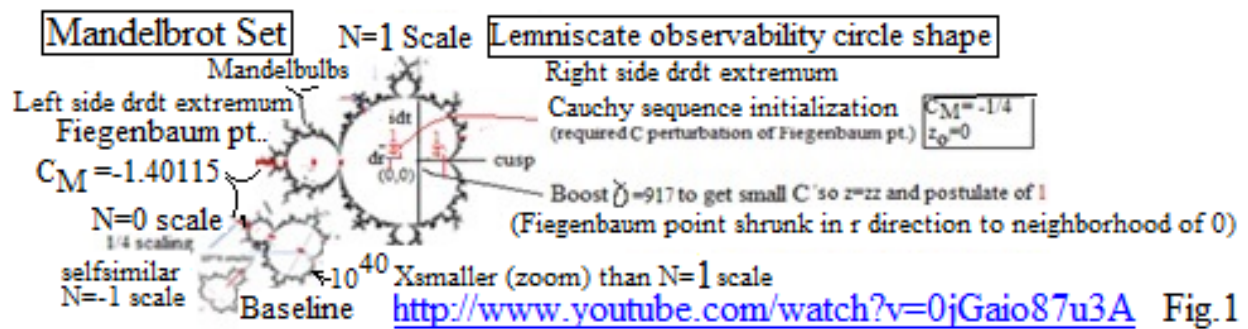 Mandelbrot Set N=1 Scale Lemniscate observability circle shape
Mandelbulbs
Right side drdt extremum
Left side drdt extremum
Cauchy sequence initialization
(required C perturbation of Fiegenbaum pt.)
C_M = -1/4
z_o=0
Fiegenbaum pt..
C_M =-1.40115
idt
dr
(0,0)
cusp
Boost γ=917 to get small C so z=zz and postulate of 1
(Fiegenbaum point shrunk in r direction to neighborhood of 0)
N=0 scale
1/4 scaling
selfsimilar
N=-1 scale
10^40 Xsmaller (zoom) than N=1 scale
Baseline
http://www.youtube.com/watch?v=0jGaio87u3A Fig.1